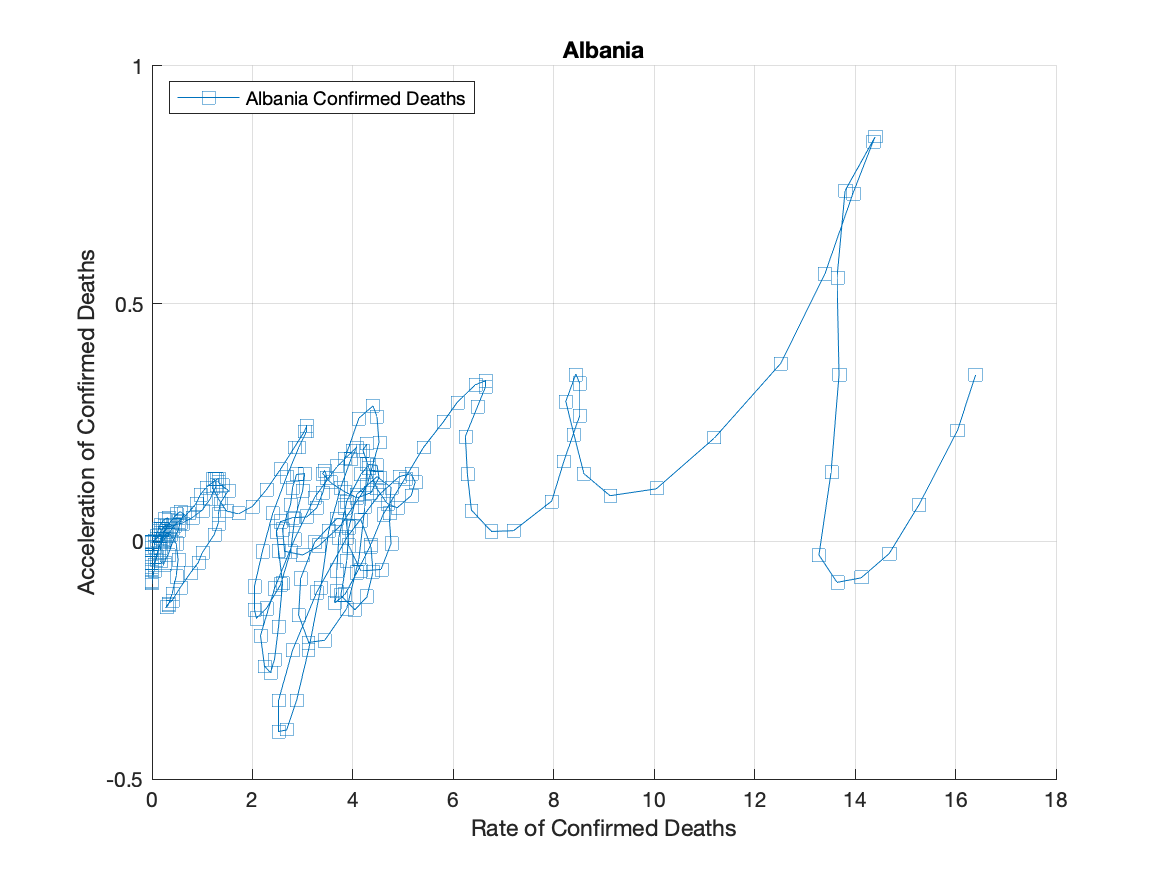 Albania
Albania Confirmed Deaths
1
0.5
0
-0.5
Acceleration of Confirmed Deaths
0 2 4 6 8 10 12 14 16 18
Rate of Confirmed Deaths